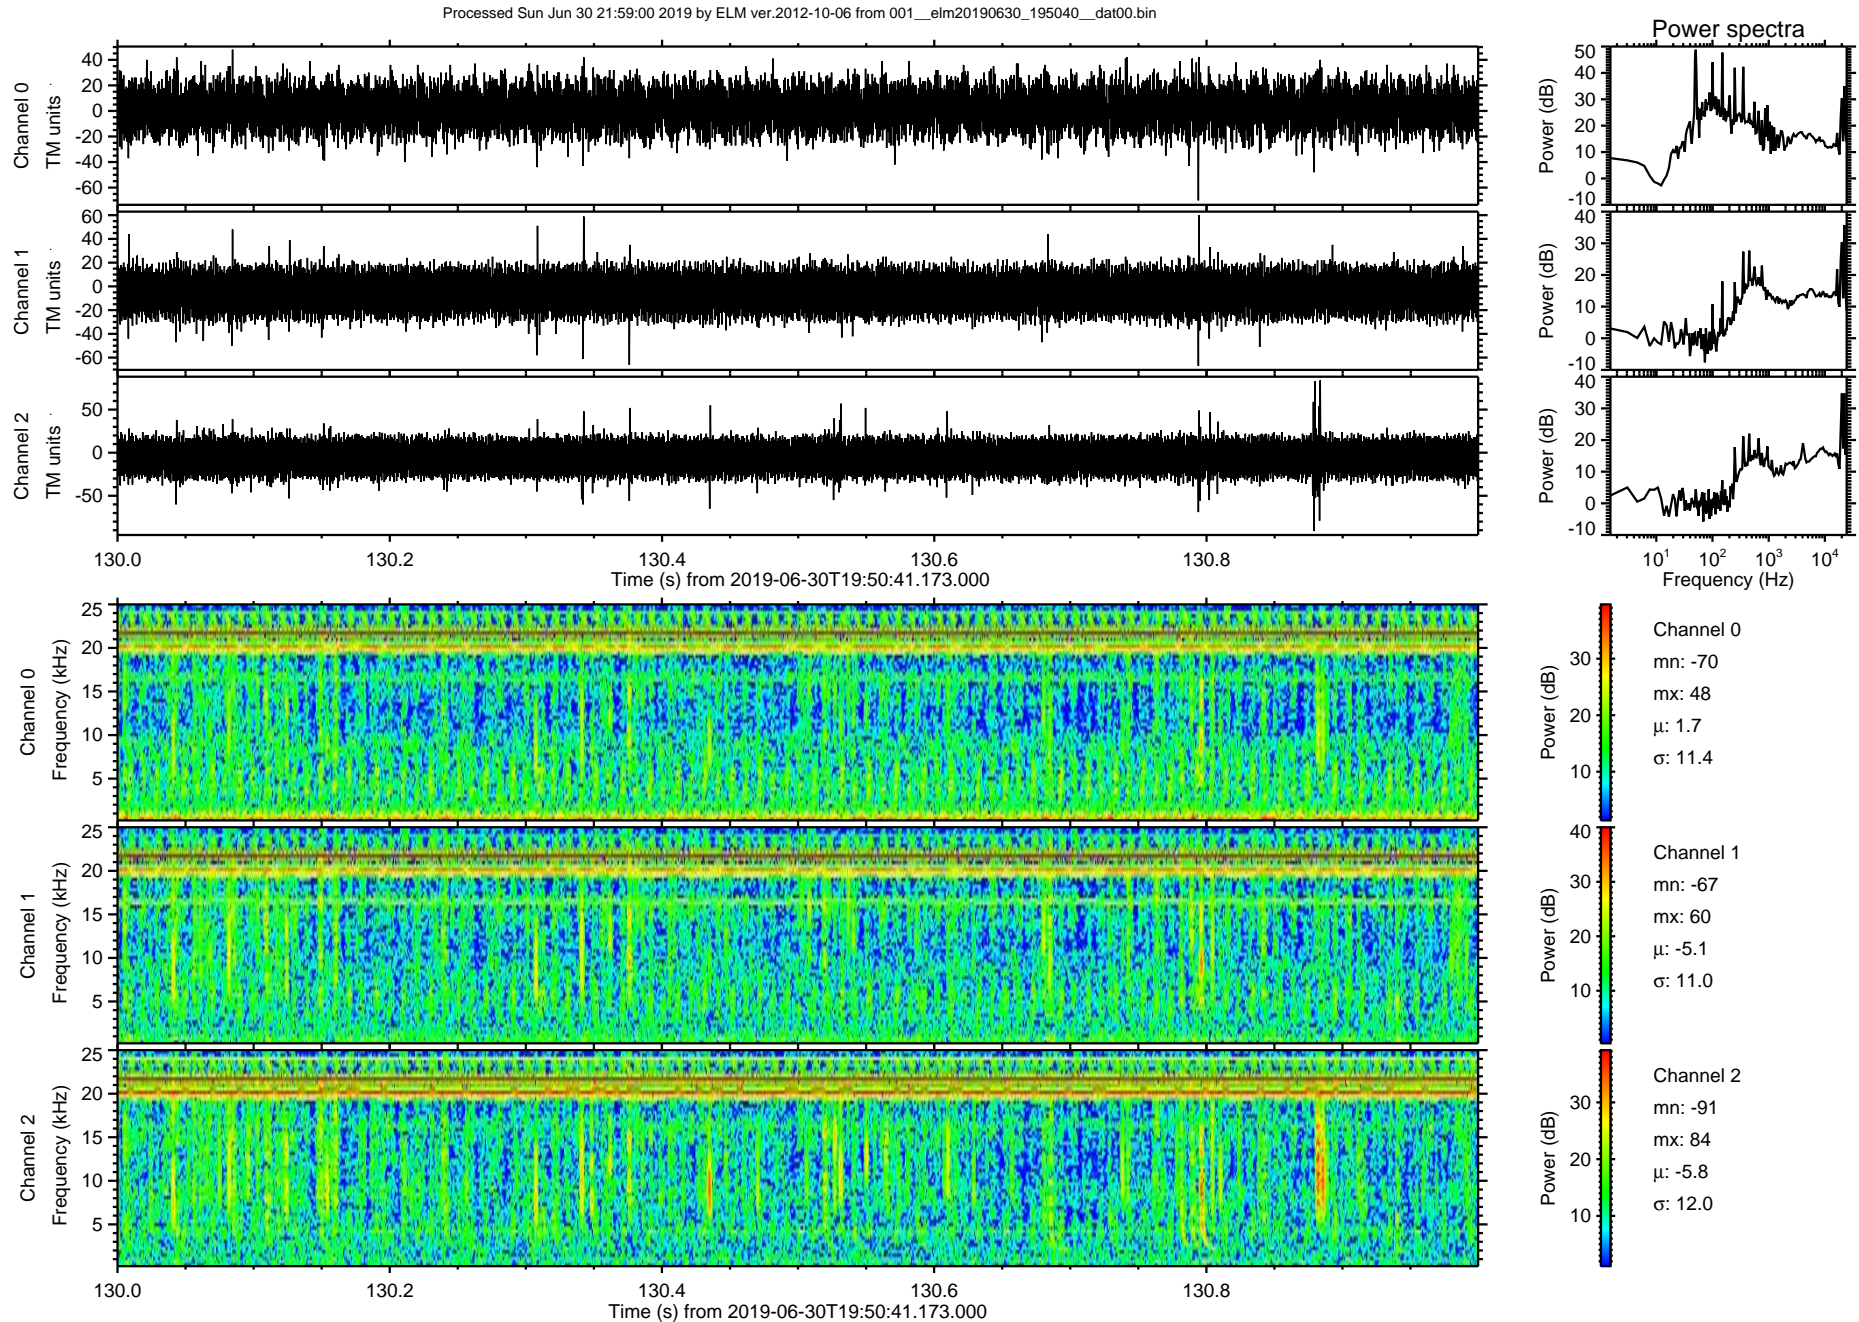 Processed Sun Jun 30 21:59:00 2019 by ELM ver.2012-10-06 from 001__elm20190630_195040__dat00.bin
Power spectra
Channel 0
TM units
40
20
0
-20
-40
-60
Power (dB)
50
40
30
20
10
0
-10
Channel 1
TM units
60
40
20
0
-20
-40
-60
Power (dB)
40
30
20
10
0
-10
Channel 2
TM units
50
0
-50
Power (dB)
40
30
20
10
0
-10
130.0 130.2 130.4 130.6 130.8
Time (s) from 2019-06-30T19:50:41.173.000
10¹ 10² 10³ 10⁴
Frequency (Hz)
Channel 0
Frequency (kHz)
25
20
15
10
5
Power (dB)
30
20
10
Channel 0
mn: -70
mx: 48
μ: 1.7
σ: 11.4
Channel 1
Frequency (kHz)
25
20
15
10
5
Power (dB)
40
30
20
10
Channel 1
mn: -67
mx: 60
μ: -5.1
σ: 11.0
Channel 2
Frequency (kHz)
25
20
15
10
5
Power (dB)
30
20
10
Channel 2
mn: -91
mx: 84
μ: -5.8
σ: 12.0
130.0 130.2 130.4 130.6 130.8
Time (s) from 2019-06-30T19:50:41.173.000